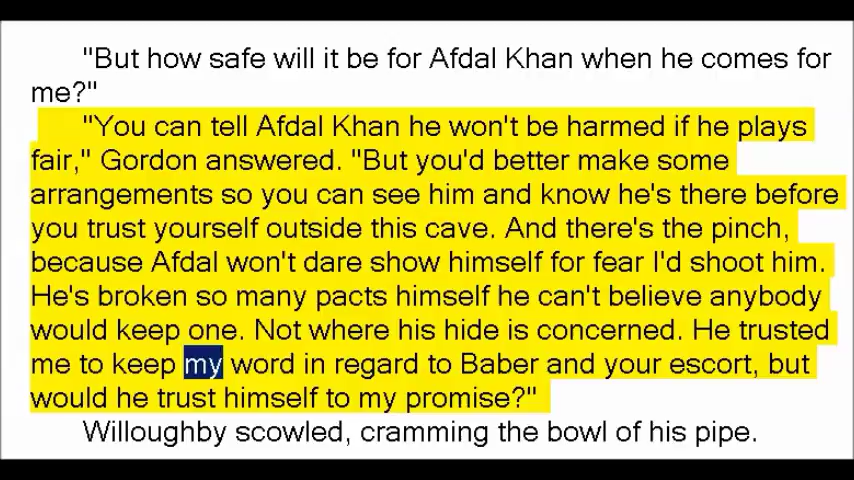 "But how safe will it be for Afdal Khan when he comes for
me?"
"You can tell Afdal Khan he won't be harmed if he plays
fair," Gordon answered. "But you'd better make some
arrangements so you can see him and know he's there before
you trust yourself outside this cave. And there's the pinch,
because Afdal won't dare show himself for fear I'd shoot him.
He's broken so many pacts himself he can't believe anybody
would keep one. Not where his hide is concerned. He trusted
me to keep my word in regard to Baber and your escort, but
would he trust himself to my promise?"
Willoughby scowled, cramming the bowl of his pipe.